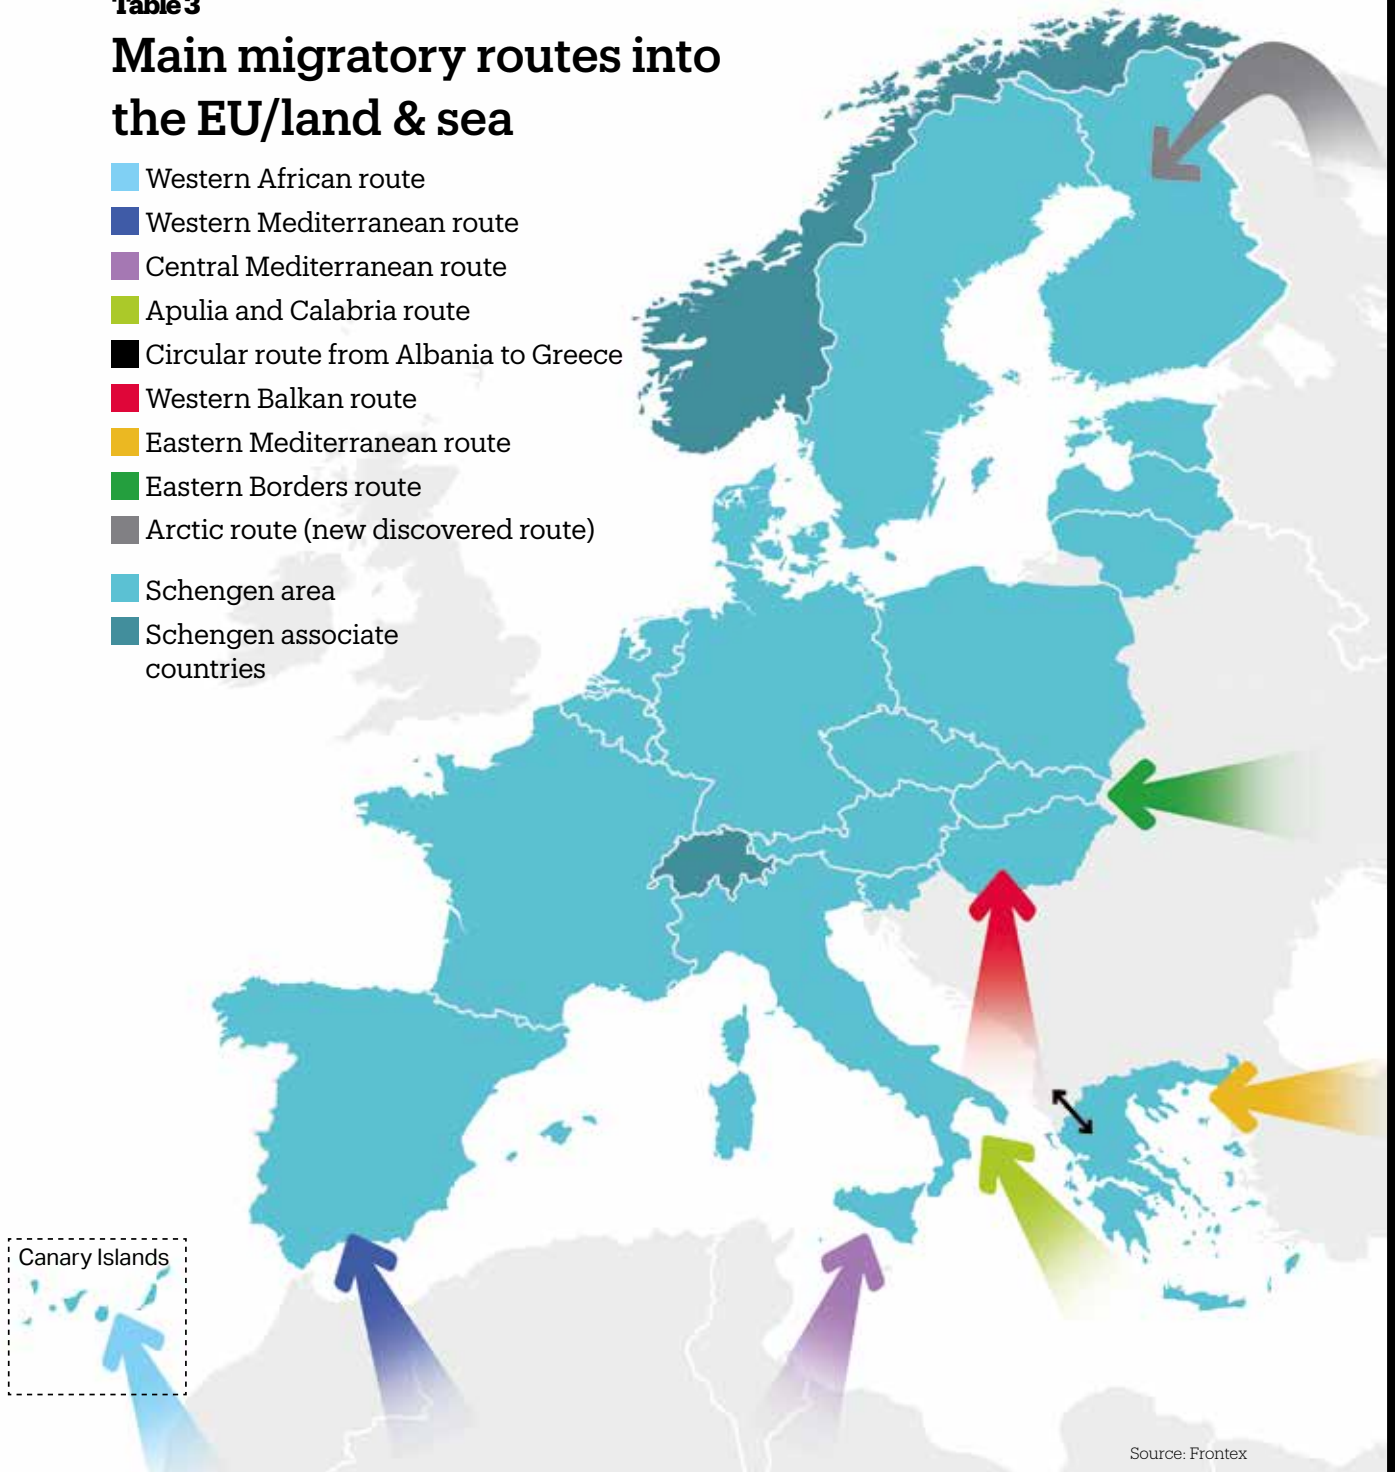 Table 3
Main migratory routes into
the EU/land & sea
Western African route
Western Mediterranean route
Central Mediterranean route
Apulia and Calabria route
Circular route from Albania to Greece
Western Balkan route
Eastern Mediterranean route
Eastern Borders route
Arctic route (new discovered route)
Schengen area
Schengen associate
countries
Canary Islands
Source: Frontex